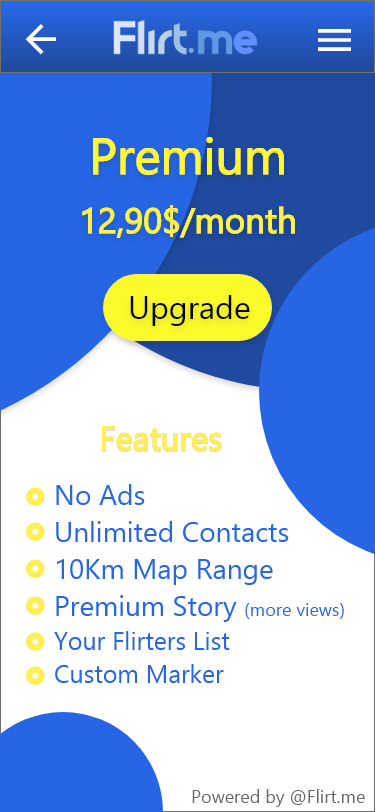 Flirt.me
Premium
12,90$/month
Upgrade
Features
No Ads
Unlimited Contacts
10Km Map Range
Premium Story (more views)
Your Flirters List
Custom Marker
Powered by @Flirt.me